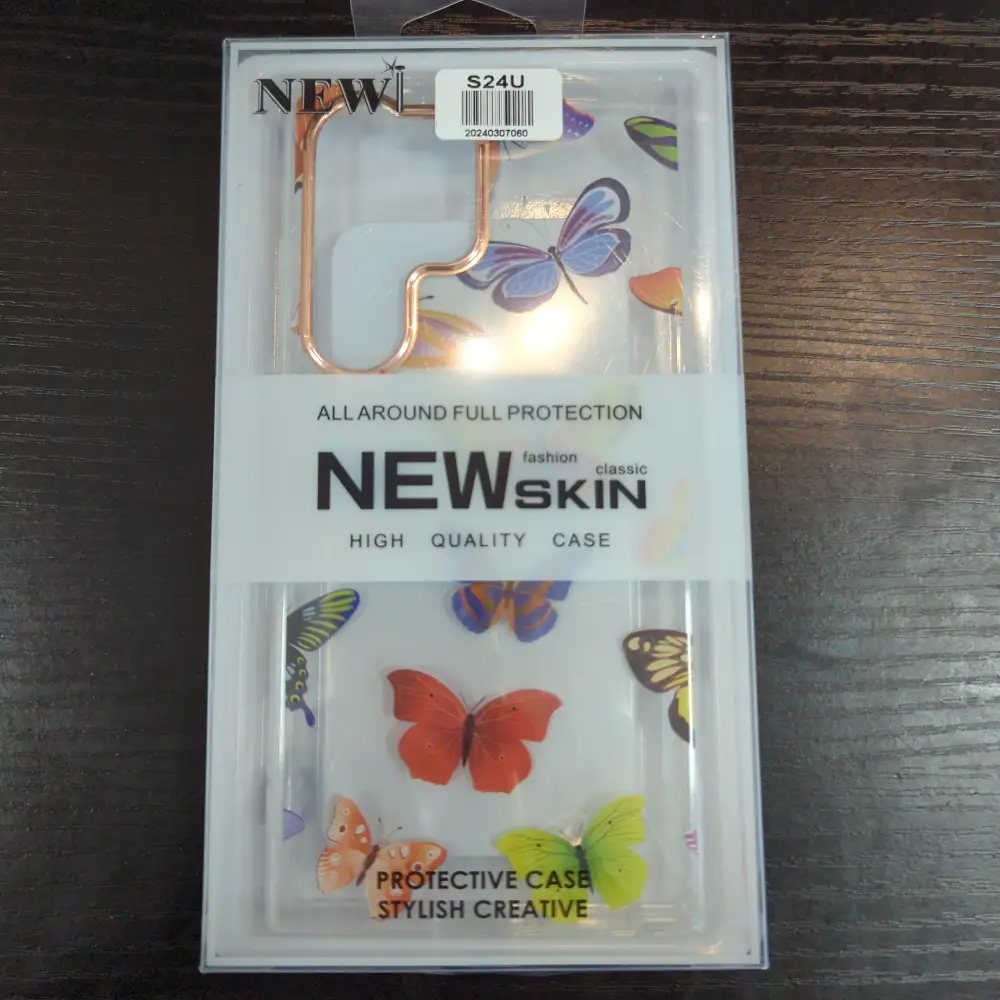 NEW
S24U
20240307060
ALL AROUND FULL PROTECTION
NEW fashion classic
SKIN
HIGH QUALITY CASE
PROTECTIVE CASE
STYLISH CREATIVE